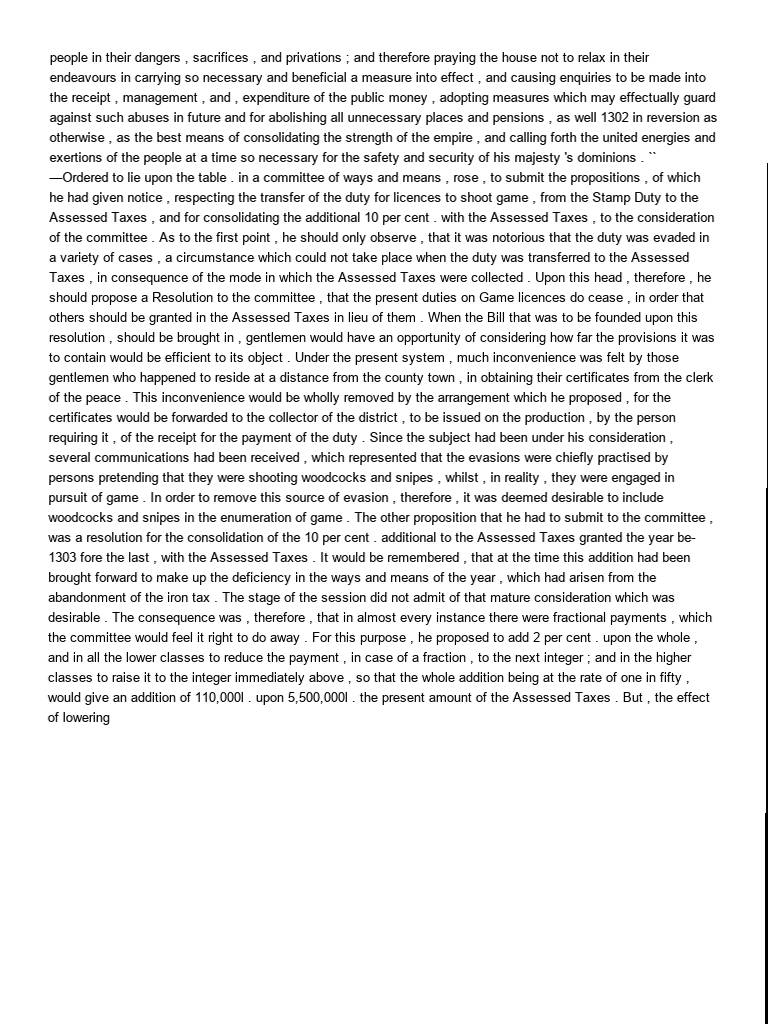 people in their dangers , sacrifices , and privations ; and therefore praying the house not to relax in their
endeavours in carrying so necessary and beneficial a measure into effect , and causing enquiries to be made into
the receipt , management , and , expenditure of the public money , adopting measures which may effectually guard
against such abuses in future and for abolishing all unnecessary places and pensions , as well 1302 in reversion as
otherwise , as the best means of consolidating the strength of the empire , and calling forth the united energies and
exertions of the people at a time so necessary for the safety and security of his majesty 's dominions . ``
—Ordered to lie upon the table . in a committee of ways and means , rose , to submit the propositions , of which
he had given notice , respecting the transfer of the duty for licences to shoot game , from the Stamp Duty to the
Assessed Taxes , and for consolidating the additional 10 per cent . with the Assessed Taxes , to the consideration
of the committee . As to the first point , he should only observe , that it was notorious that the duty was evaded in
a variety of cases , a circumstance which could not take place when the duty was transferred to the Assessed
Taxes , in consequence of the mode in which the Assessed Taxes were collected . Upon this head , therefore , he
should propose a Resolution to the committee , that the present duties on Game licences do cease , in order that
others should be granted in the Assessed Taxes in lieu of them . When the Bill that was to be founded upon this
resolution , should be brought in , gentlemen would have an opportunity of considering how far the provisions it was
to contain would be efficient to its object . Under the present system , much inconvenience was felt by those
gentlemen who happened to reside at a distance from the county town , in obtaining their certificates from the clerk
of the peace . This inconvenience would be wholly removed by the arrangement which he proposed , for the
certificates would be forwarded to the collector of the district , to be issued on the production , by the person
requiring it , of the receipt for the payment of the duty . Since the subject had been under his consideration ,
several communications had been received , which represented that the evasions were chiefly practised by
persons pretending that they were shooting woodcocks and snipes , whilst , in reality , they were engaged in
pursuit of game . In order to remove this source of evasion , therefore , it was deemed desirable to include
woodcocks and snipes in the enumeration of game . The other proposition that he had to submit to the committee ,
was a resolution for the consolidation of the 10 per cent . additional to the Assessed Taxes granted the year be-
1303 fore the last , with the Assessed Taxes . It would be remembered , that at the time this addition had been
brought forward to make up the deficiency in the ways and means of the year , which had arisen from the
abandonment of the iron tax . The stage of the session did not admit of that mature consideration which was
desirable . The consequence was , therefore , that in almost every instance there were fractional payments , which
the committee would feel it right to do away . For this purpose , he proposed to add 2 per cent . upon the whole ,
and in all the lower classes to reduce the payment , in case of a fraction , to the next integer ; and in the higher
classes to raise it to the integer immediately above , so that the whole addition being at the rate of one in fifty ,
would give an addition of 110,000l . upon 5,500,000l . the present amount of the Assessed Taxes . But , the effect
of lowering